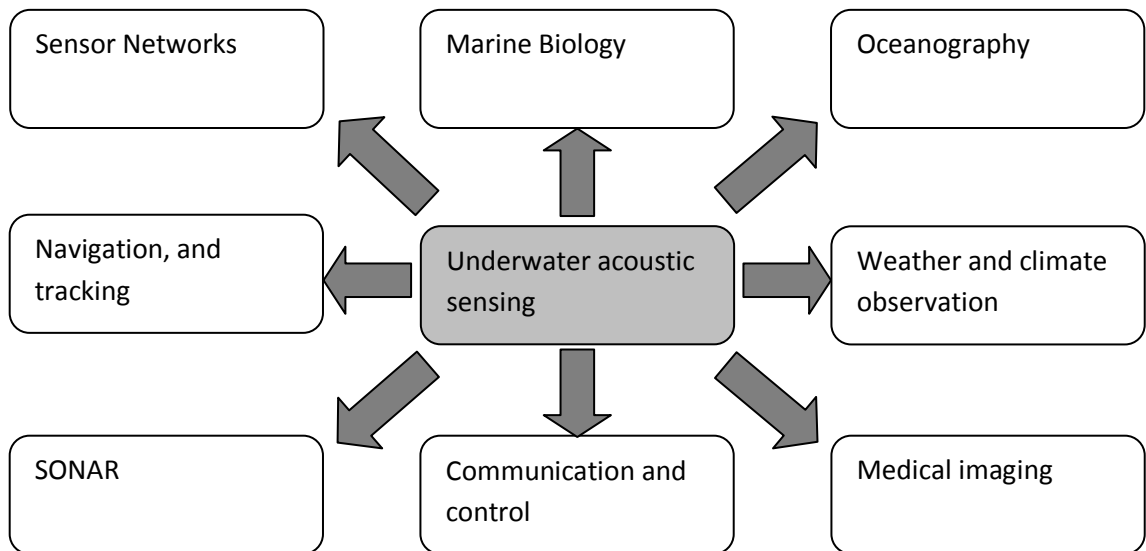 Sensor Networks
Marine Biology
Oceanography
Navigation, and
tracking
Underwater acoustic
sensing
Weather and climate
observation
SONAR
Communication and
control
Medical imaging